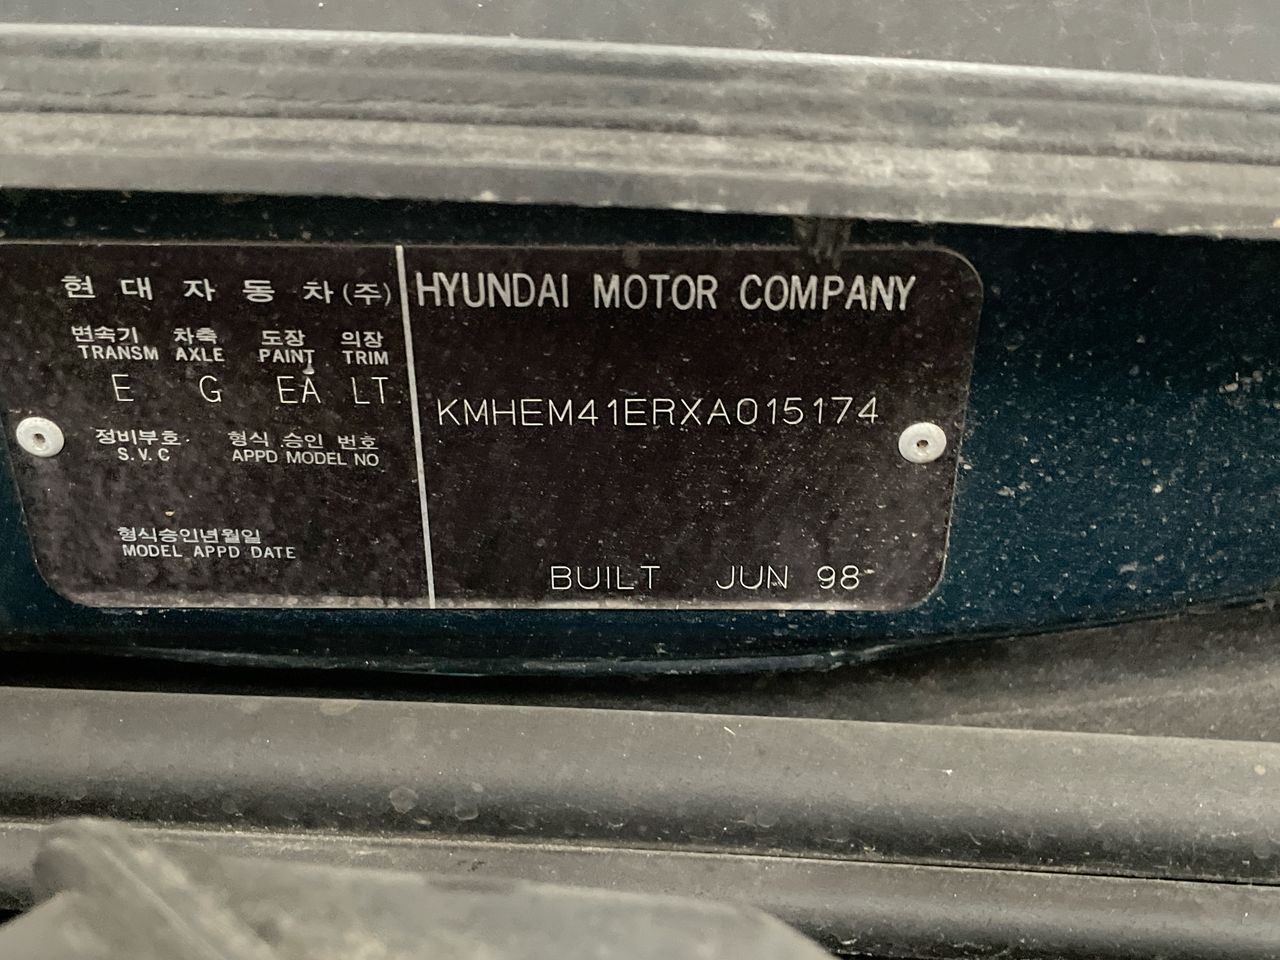 현대자동차(주)
변속기 차축 도장 의장
TRANSM AXLE PAINT TRIM
E G EA LT
정비부호 형식 승인 번호
S.V.C APPD MODEL NO
형식승인년월일
MODEL APPD DATE
HYUNDAI MOTOR COMPANY
KMHEM41ERXA015174
BUILT JUN 98